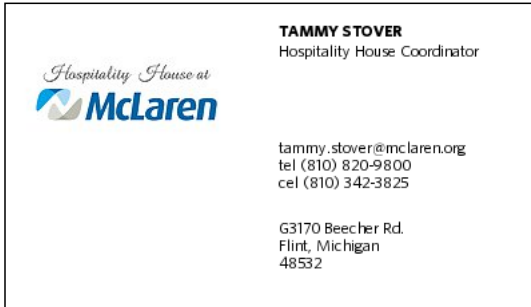 Hospitality House at
McLaren
TAMMY STOVER
Hospitality House Coordinator
tammy.stover@mclaren.org
tel (810) 820-9800
cel (810) 342-3825
G3170 Beecher Rd.
Flint, Michigan
48532